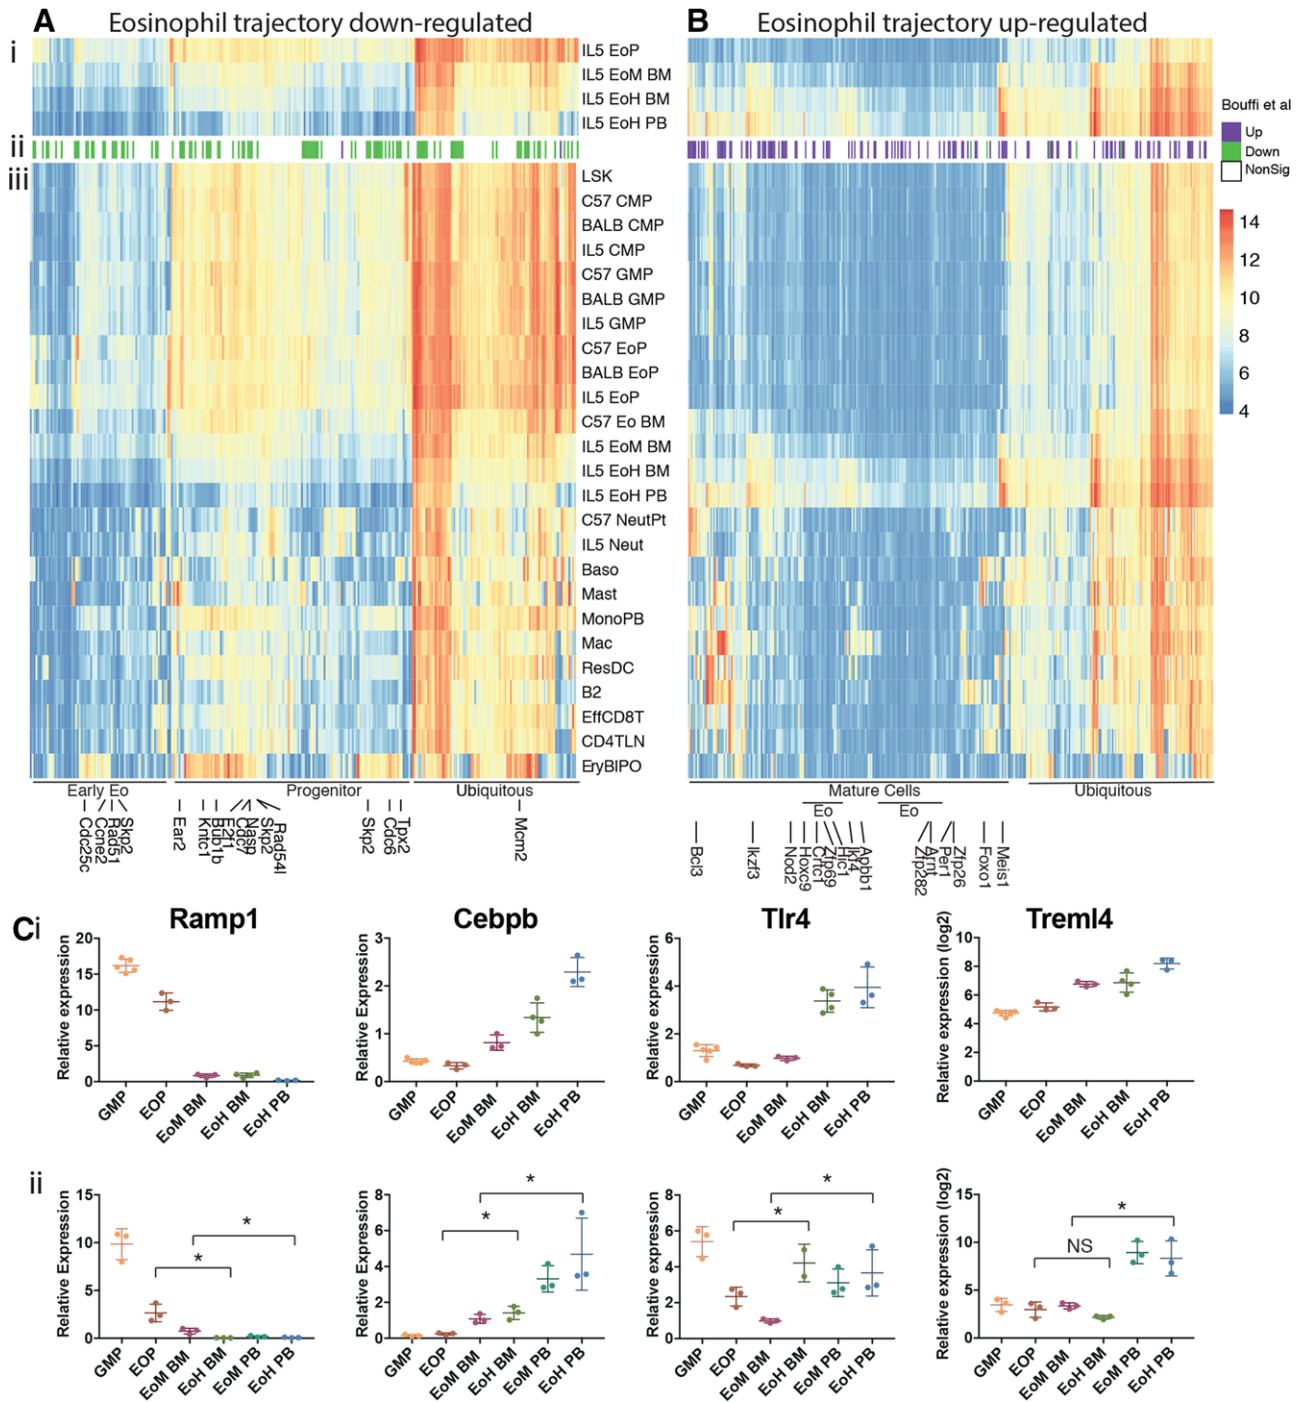 A Eosinophil trajectory down-regulated
B Eosinophil trajectory up-regulated
i
IL5 EoP
IL5 EoM BM
IL5 EoH BM
IL5 EoH PB
ii
iii
LSK
C57 CMP
BALB CMP
IL5 CMP
C57 GMP
BALB GMP
IL5 GMP
C57 EoP
BALB EoP
IL5 EoP
C57 Eo BM
IL5 EoM BM
IL5 EoH BM
IL5 EoH PB
C57 NeutPt
IL5 Neut
Baso
Mast
MonoPB
Mac
ResDC
B2
EffCD8T
CD4TLN
EryBlPO
Bouffi et al
Up
Down
NonSig
14
12
10
8
6
4
Early Eo
Progenitor
Ubiquitous
Cdc25c
Ccne2
Rad51
Skp2
Ear2
Kntc1
Bub1b
E2f1
Cdc7
Nasp
Skp2
Rad54l
Skp2
Cdc6
Tpx2
Mcm2
Mature Cells
Ubiquitous
Eo
Eo
Bcl3
Ikzf3
Nod2
Hoxc9
Crtc1
Zfp69
Hic1
Apbb1
Zfp282
Arnt
Per1
Zfp26
Foxo1
Meis1
Ci
Ramp1
Relative expression
20
15
10
5
0
GMP
EOP
EoM BM
EoH BM
EoH PB
Cebpb
Relative expression
3
2
1
0
GMP
EOP
EoM BM
EoH BM
EoH PB
Tlr4
Relative expression
6
4
2
0
GMP
EOP
EoM BM
EoH BM
EoH PB
Treml4
Relative expression (log2)
10
8
6
4
2
0
GMP
EOP
EoM BM
EoH BM
EoH PB
ii
Relative Expression
15
10
5
0
*
*
GMP
EOP
EoM BM
EoH BM
EoM PB
EoH PB
Relative Expression
8
6
4
2
0
*
*
GMP
EOP
EoM BM
EoH BM
EoM PB
EoH PB
Relative Expression
8
6
4
2
0
*
*
GMP
EOP
EoM BM
EoH BM
EoM PB
EoH PB
Relative expression (log2)
15
10
5
0
NS
*
GMP
EOP
EoM BM
EoH BM
EoM PB
EoH PB